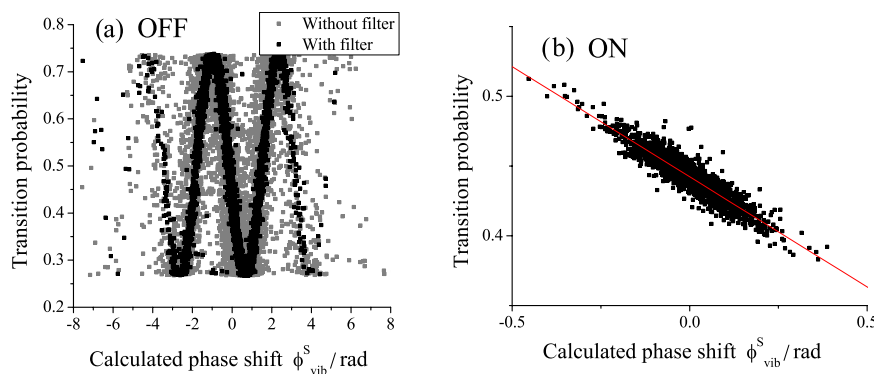 (a) OFF
Without filter
With filter
Transition probability
0.8
0.7
0.6
0.5
0.4
0.3
0.2
-8 -6 -4 -2 0 2 4 6 8
Calculated phase shift ϕ^S_vib/rad
(b) ON
Transition probability
0.5
0.4
-0.5 0.0 0.5
Calculated phase shift ϕ^S_vib/rad